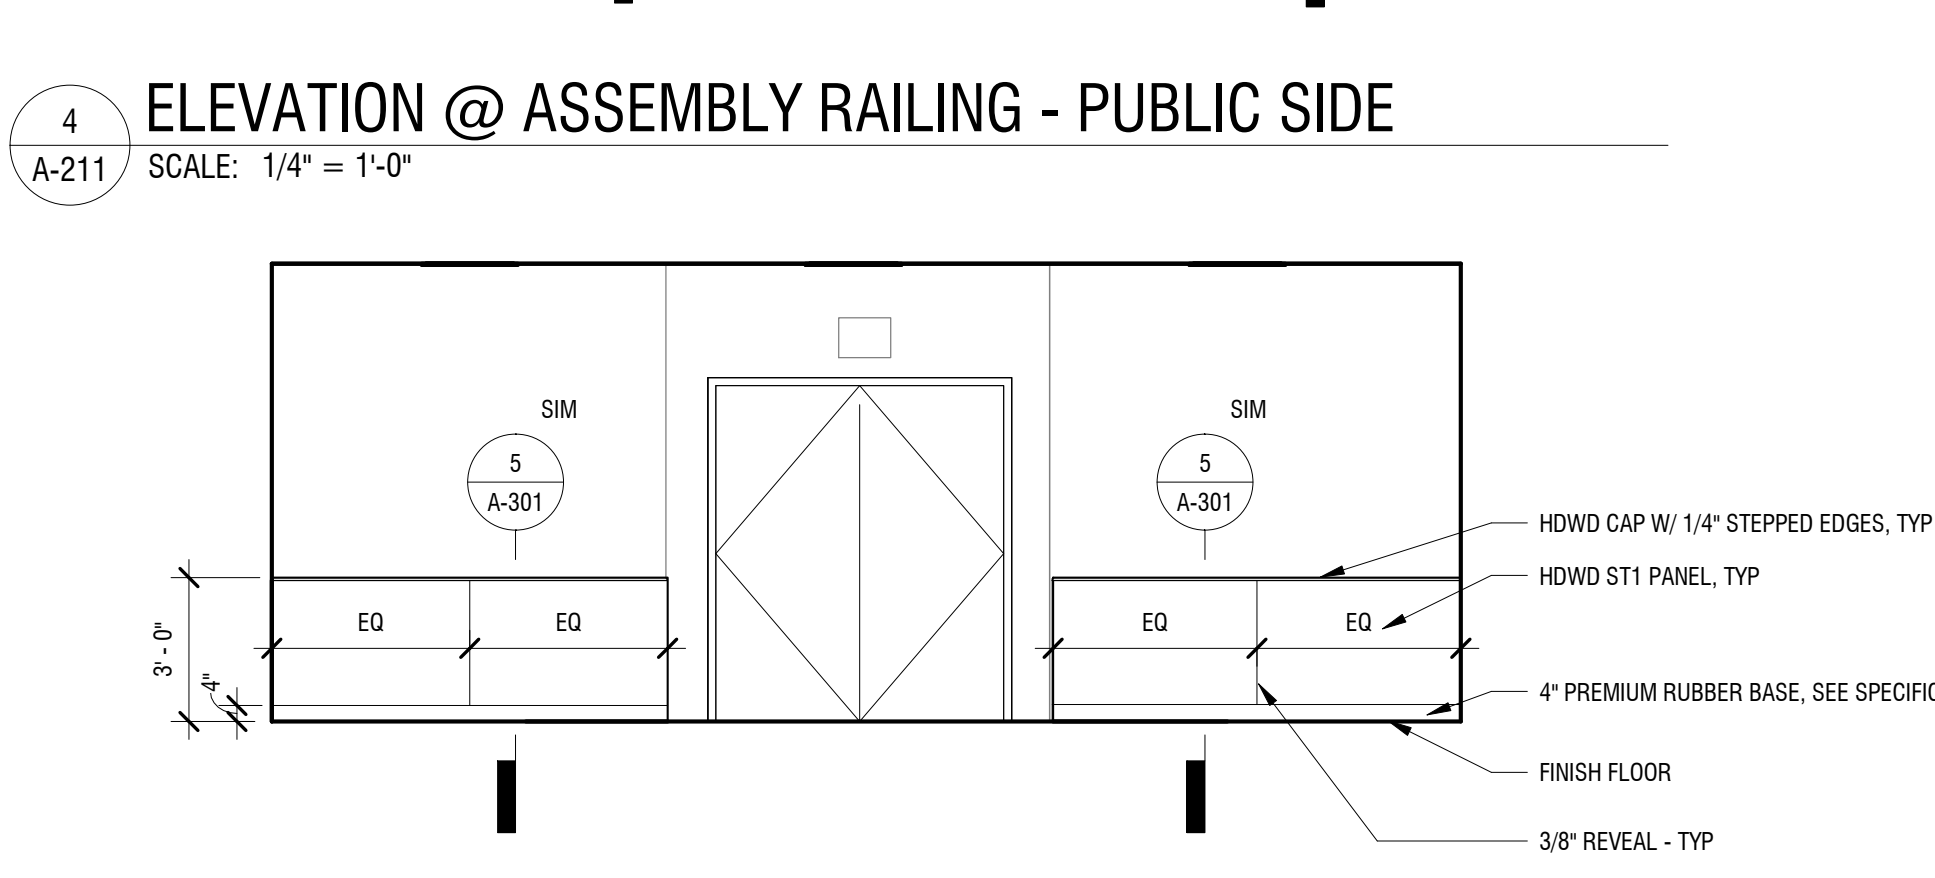 4
A-211
ELEVATION @ ASSEMBLY RAILING - PUBLIC SIDE
SCALE: 1/4" = 1'-0"
SIM
5
A-301
SIM
5
A-301
HDWD CAP W/ 1/4" STEPPED EDGES, TYP
HDWD ST1 PANEL, TYP
EQ
EQ
EQ
EQ
3' - 0"
4"
4" PREMIUM RUBBER BASE, SEE
FINISH FLOOR
3/8" REVEAL - TYP